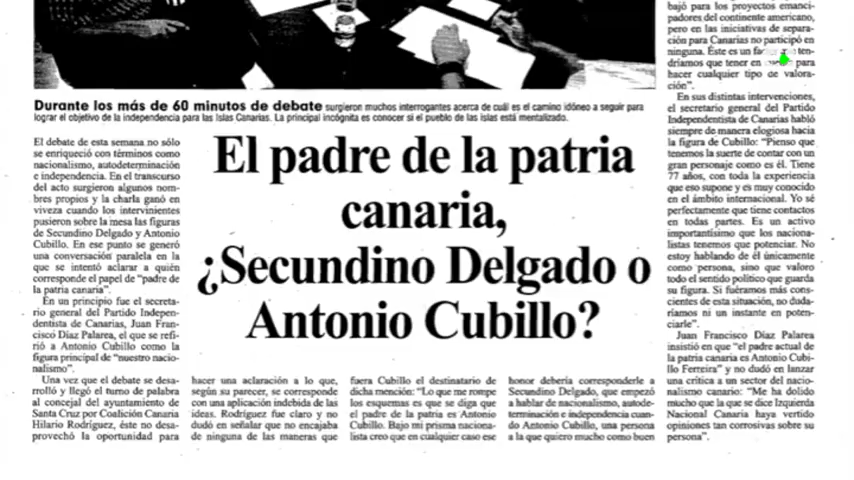 Durante los más de 60 minutos de debate surgieron muchos interrogantes acerca de cuál es el camino idóneo a seguir para
lograr el objetivo de la independencia para las Islas Canarias. La principal incógnita es conocer si el pueblo de las islas está mentalizado.
El padre de la patria
canaria,
¿Secundino Delgado o
Antonio Cubillo?
El debate de esta semana no sólo
se enriqueció con términos como
nacionalismo, autodeterminación
e independencia. En el transcurso
del acto surgieron algunos nom-
bres propios y la charla ganó en
viveza cuando los intervinientes
pusieron sobre la mesa las figuras
de Secundino Delgado y Antonio
Cubillo. En ese punto se generó
una conversación paralela en la
que se intentó aclarar a quién
corresponde el papel de "padre de
la patria canaria".
En un principio fue el secreta-
rio general del Partido Indepen-
dentista de Canarias, Juan Fran-
cisco Díaz Palarea, el que se refi-
rió a Antonio Cubillo como la
figura principal de "nuestro nacio-
nalismo".
Una vez que el debate se desa-
rrolló y llegó el turno de palabra
al concejal del ayuntamiento de
Santa Cruz por Coalición Canaria
Hilario Rodríguez, éste no desa-
provechó la oportunidad para
hacer una aclaración a lo que,
según su parecer, se corresponde
con una aplicación indebida de las
ideas. Rodríguez fue claro y no
dudó en señalar que no encajaba
de ninguna de las maneras que
fuera Cubillo el destinatario de
dicha mención: "Lo que me rompe
los esquemas es que se diga que
el padre de la patria es Antonio
Cubillo. Bajo mi prisma naciona-
lista creo que en cualquier caso ese
honor debería corresponderle a
Secundino Delgado, que empezó
a hablar de nacionalismo, autode-
terminación e independencia cuan-
do Antonio Cubillo, una persona
a la que quiero mucho como buen
bajó para los proyectos emanci-
padores del continente americano,
pero en las iniciativas de separa-
ción para Canarias no participó en
ninguna. Éste es un ten-
dríamos que tener en para
hacer cualquier tipo de valora-
ción".
En sus distintas intervenciones,
el secretario general del Partido
Independentista de Canarias habló
siempre de manera elogiosa hacia
la figura de Cubillo: "Pienso que
tenemos la suerte de contar con un
gran personaje como es él. Tiene
77 años, con toda la experiencia
que eso supone y es muy conocido
en el ámbito internacional. Yo sé
perfectamente que tiene contactos
en todas partes. Es un activo
importantísimo que los naciona-
listas tenemos que potenciar. No
estoy hablando de él únicamente
como persona, sino que valoro
todo el sentido político que guarda
su figura. Si fuéramos más cons-
cientes de esta situación, no duda-
ríamos ni un instante en poten-
ciarle".
Juan Francisco Díaz Palarea
insistió en que "el padre actual de
la patria canaria es Antonio Cubi-
llo Ferreira" y no dudó en lanzar
una crítica a un sector del nacio-
nalismo canario: "Me ha dolido
mucho que la que se dice Izquierda
Nacional Canaria haya vertido
opiniones tan corrosivas sobre su
persona".